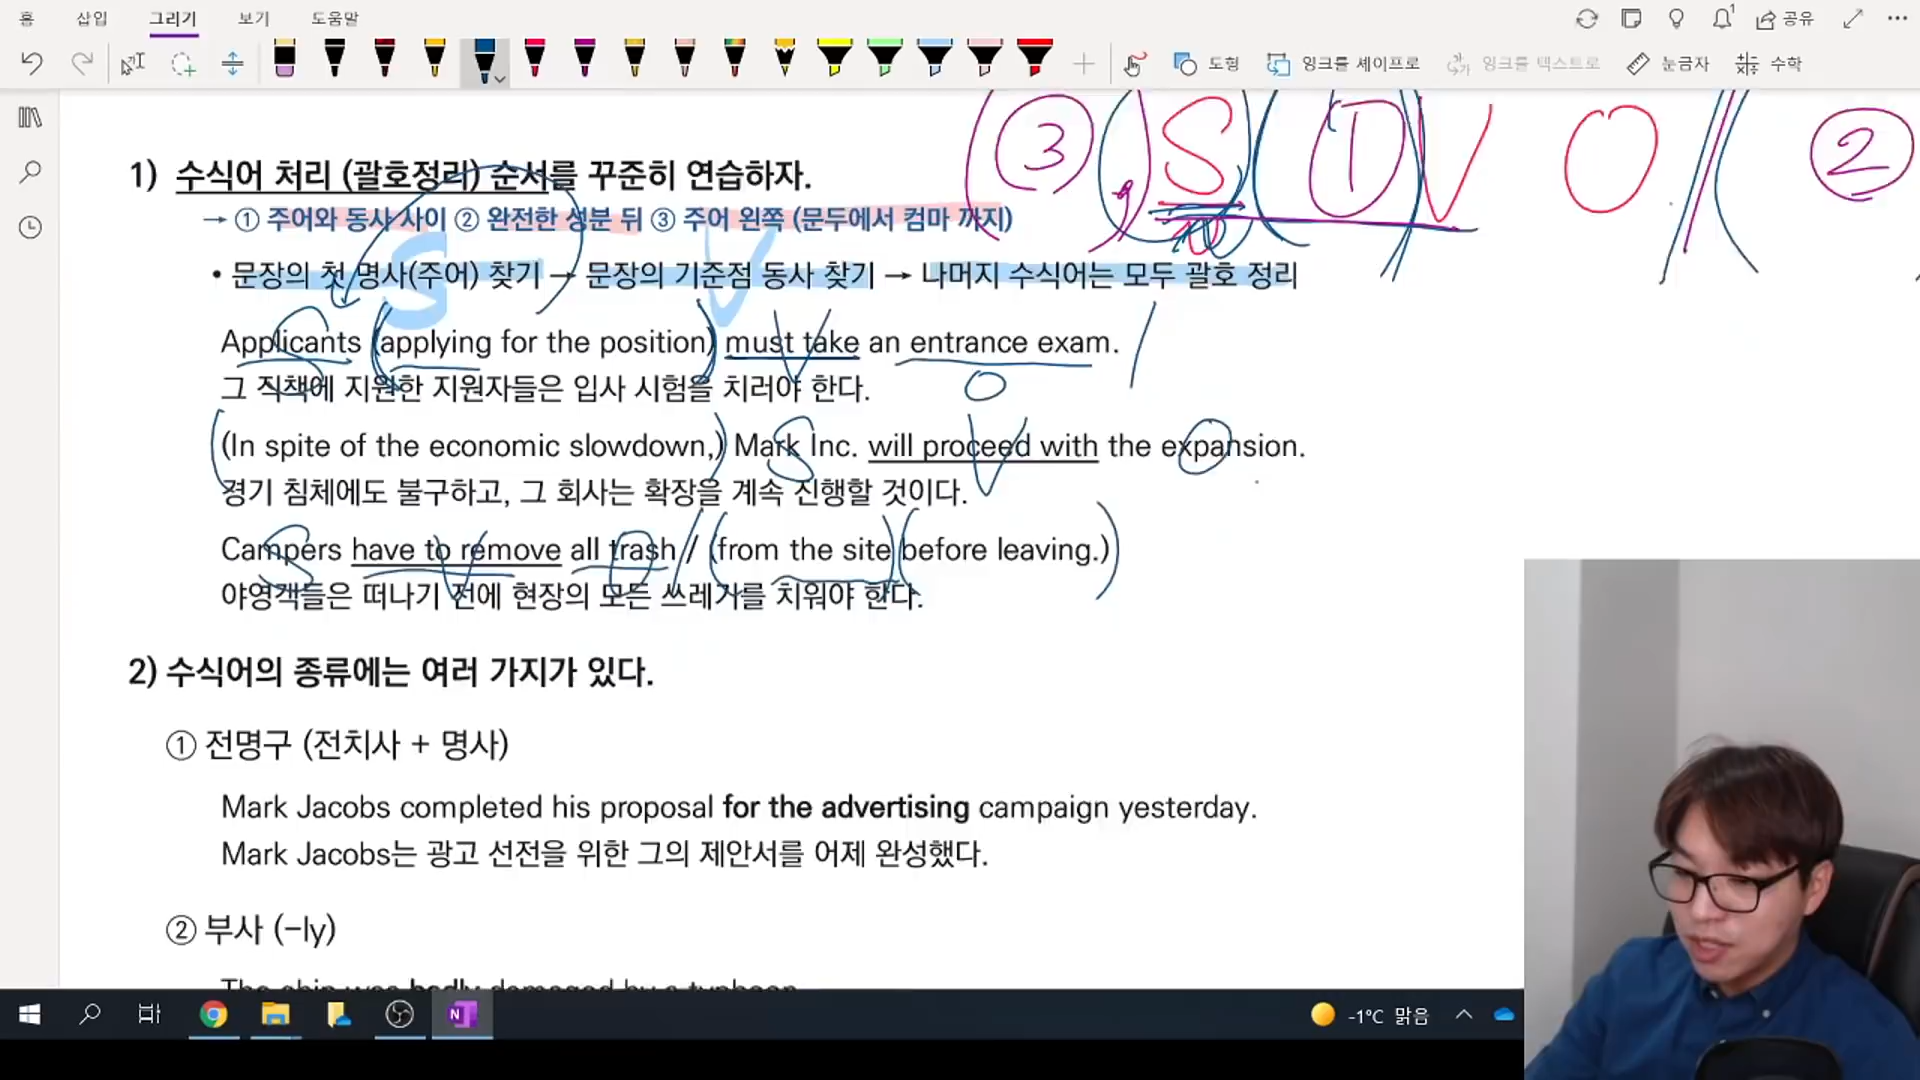 홈 삽입 그리기 보기 도움말 1 공유
도형 잉크를 셰이프로 잉크를 텍스트로 눈금자 수학
( ③ ( , S ( ① ) V O // ( ②
1) 수식어 처리 (괄호정리) 순서를 꾸준히 연습하자.
→ ① 주어와 동사 사이 ② 완전한 성분 뒤 ③ 주어 왼쪽 (문두에서 컴마 까지)
S V
• 문장의 첫 명사(주어) 찾기 → 문장의 기준점 동사 찾기 → 나머지 수식어는 모두 괄호 정리
Applicants (applying for the position) must take an entrance exam. /
S V O
그 직책에 지원한 지원자들은 입사 시험을 치러야 한다.
(In spite of the economic slowdown,) Mark Inc. will proceed with the expansion.
S V O
경기 침체에도 불구하고, 그 회사는 확장을 계속 진행할 것이다.
Campers have to remove all trash / (from the site)(before leaving.)
S V O
야영객들은 떠나기 전에 현장의 모든 쓰레기를 치워야 한다.
2) 수식어의 종류에는 여러 가지가 있다.
① 전명구 (전치사 + 명사)
Mark Jacobs completed his proposal for the advertising campaign yesterday.
Mark Jacobs는 광고 선전을 위한 그의 제안서를 어제 완성했다.
② 부사 (-ly)
The ship was badly damaged by a typhoon
N -1°C 맑음